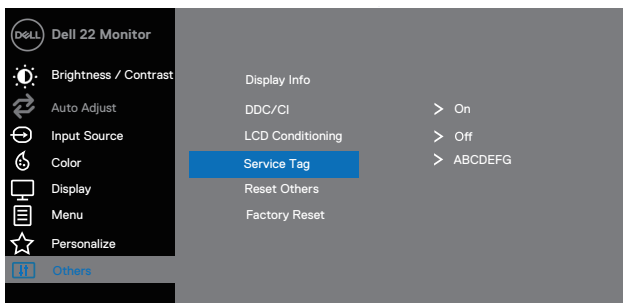 DELL Dell 22 Monitor
Brightness / Contrast
Auto Adjust
Input Source
Color
Display
Menu
Personalize
Others
Display Info
DDC/CI > On
LCD Conditioning > Off
Service Tag > ABCDEFG
Reset Others
Factory Reset